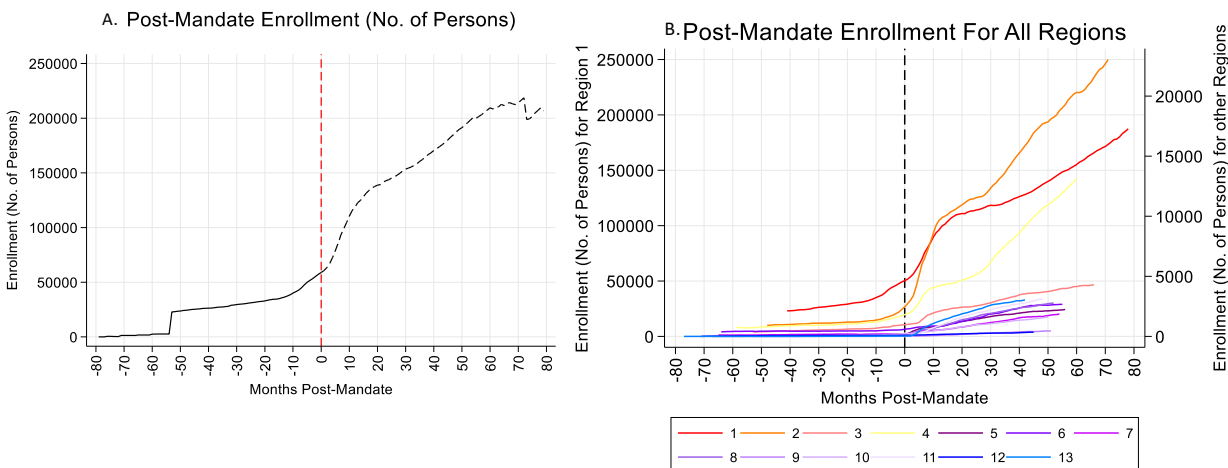 A. Post-Mandate Enrollment (No. of Persons)
Enrollment (No. of Persons)
250000
200000
150000
100000
50000
0
-80 -70 -60 -50 -40 -30 -20 -10 0 10 20 30 40 50 60 70 80
Months Post-Mandate
B. Post-Mandate Enrollment For All Regions
Enrollment (No. of Persons) for Region 1
250000
200000
150000
100000
50000
0
Enrollment (No. of Persons) for other Regions
20000
15000
10000
5000
0
-80 -70 -60 -50 -40 -30 -20 -10 0 10 20 30 40 50 60 70 80
Months Post-Mandate
1 2 3 4 5 6 7
8 9 10 11 12 13